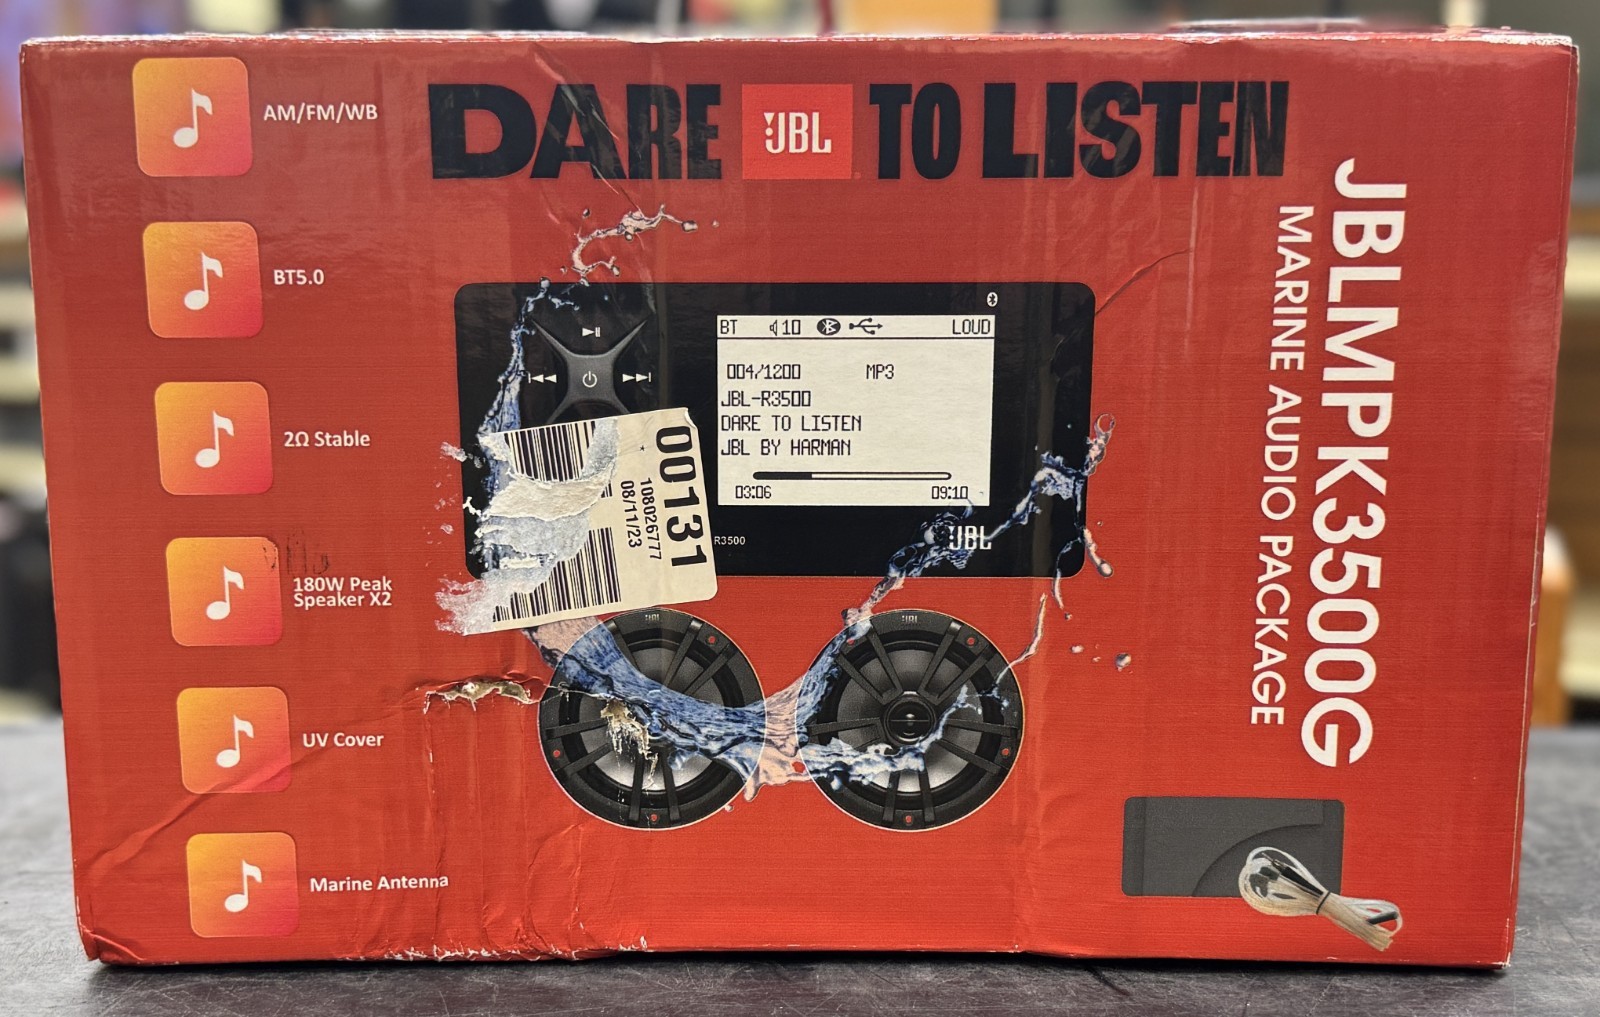 AM/FM/WB
BT5.0
2Ω Stable
180W Peak
Speaker X2
UV Cover
Marine Antenna
DARE JBL TO LISTEN
BT 10 LOUD
004/1200 MP3
JBL-R3500
DARE TO LISTEN
JBL BY HARMAN
03:06 09:10
R3500
JBL
00131
108026777
08/11/23
JBL
JBL
JBLMPK3500G
MARINE AUDIO PACKAGE